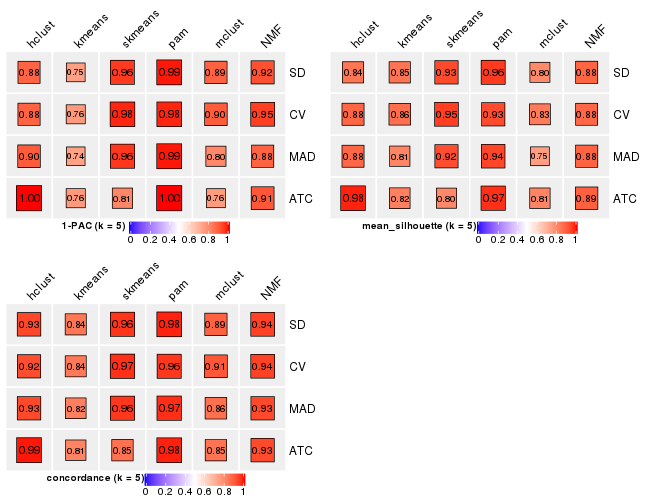 hclust kmeans skmeans pam mclust NMF
0.88 0.75 0.96 0.99 0.89 0.92 SD
0.88 0.76 0.98 0.98 0.90 0.95 CV
0.90 0.74 0.96 0.99 0.80 0.88 MAD
1.00 0.76 0.81 1.00 0.76 0.91 ATC
1-PAC (k = 5)
0 0.2 0.4 0.6 0.8 1
hclust kmeans skmeans pam mclust NMF
0.84 0.85 0.93 0.96 0.80 0.88 SD
0.88 0.86 0.95 0.93 0.83 0.88 CV
0.88 0.81 0.92 0.94 0.75 0.88 MAD
0.98 0.82 0.80 0.97 0.81 0.89 ATC
mean_silhouette (k = 5)
0 0.2 0.4 0.6 0.8 1
hclust kmeans skmeans pam mclust NMF
0.93 0.84 0.96 0.98 0.89 0.94 SD
0.92 0.84 0.97 0.96 0.91 0.94 CV
0.93 0.82 0.96 0.97 0.86 0.93 MAD
0.99 0.81 0.85 0.98 0.85 0.93 ATC
concordance (k = 5)
0 0.2 0.4 0.6 0.8 1